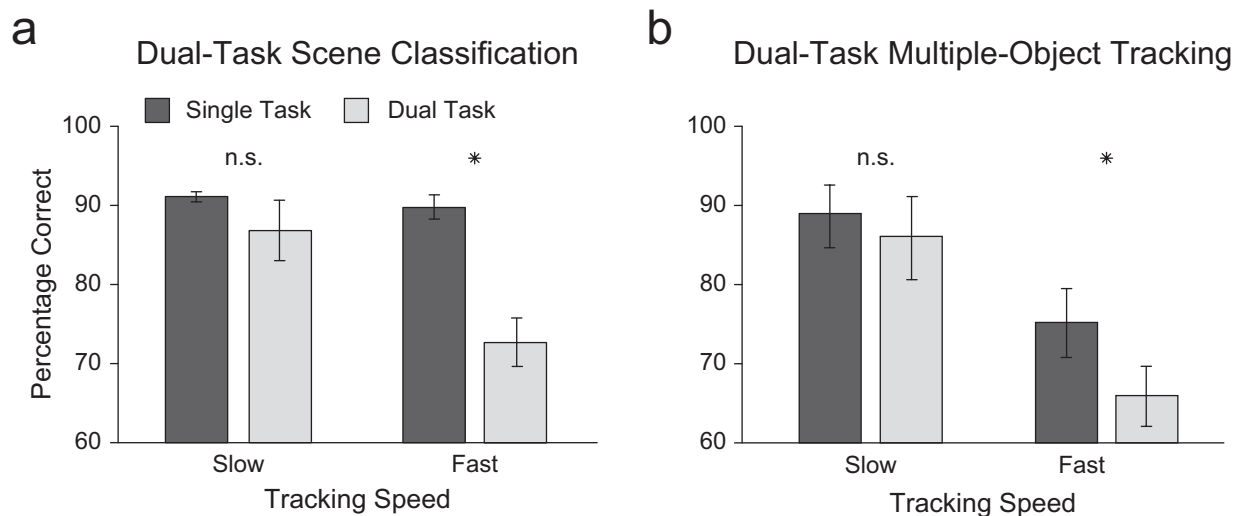 a
Dual-Task Scene Classification
Single Task Dual Task
Percentage Correct
100
90
80
70
60
n.s.
*
Slow Fast
Tracking Speed
b
Dual-Task Multiple-Object Tracking
100
90
80
70
60
n.s.
*
Slow Fast
Tracking Speed